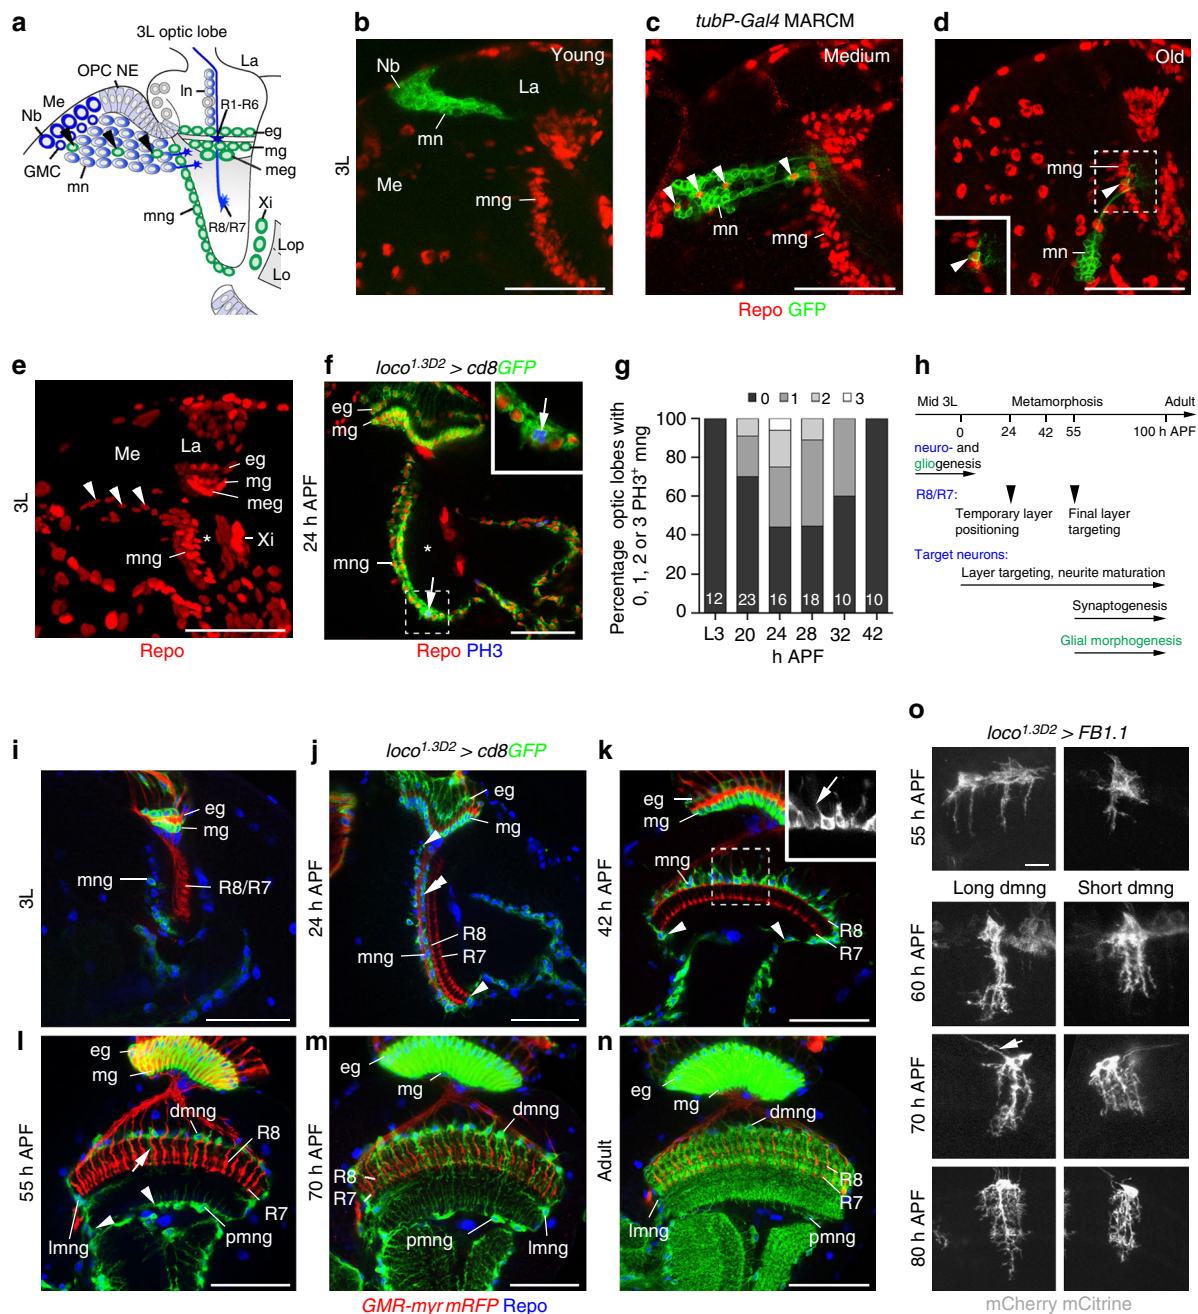 a
3L optic lobe
OPC NE
La
Me
ln
Nb
R1-R6
eg
mg
GMC
mn
meg
mng
Xi
R8/R7
Lop
Lo
b
Young
Nb
La
mn
3L
Me
mng
c
tubP-Gal4 MARCM
Medium
mn
mng
Repo GFP
d
Old
mng
mn
e
Me
La
eg
mg
meg
3L
mng
*
Xi
Repo
f
loco1.3D2 > cd8GFP
eg
mg
24 h APF
mng
*
Repo PH3
g
0 1 2 3
Percentage optic lobes with
0, 1, 2 or 3 PH3+ mng
100
80
60
40
20
0
12
23
16
18
10
10
L3
20
24
28
32
42
h APF
h
Mid 3L
Metamorphosis
Adult
0
24
42
55
100 h APF
neuro- and
gliogenesis
R8/R7:
Temporary layer
positioning
Final layer
targeting
Target neurons:
Layer targeting, neurite maturation
Synaptogenesis
Glial morphogenesis
i
eg
mg
mng
R8/R7
3L
j
loco1.3D2 > cd8GFP
eg
mg
24 h APF
R8
R7
mng
k
eg
mg
mng
42 h APF
R8
R7
l
eg
mg
dmng
R8
55 h APF
R7
lmng
pmng
m
eg
mg
dmng
70 h APF
R8
R7
pmng
lmng
GMR-myr mRFP Repo
n
eg
mg
dmng
Adult
R8
R7
lmng
pmng
o
loco1.3D2 > FB1.1
55 h APF
Long dmng
Short dmng
60 h APF
70 h APF
80 h APF
mCherry mCitrine